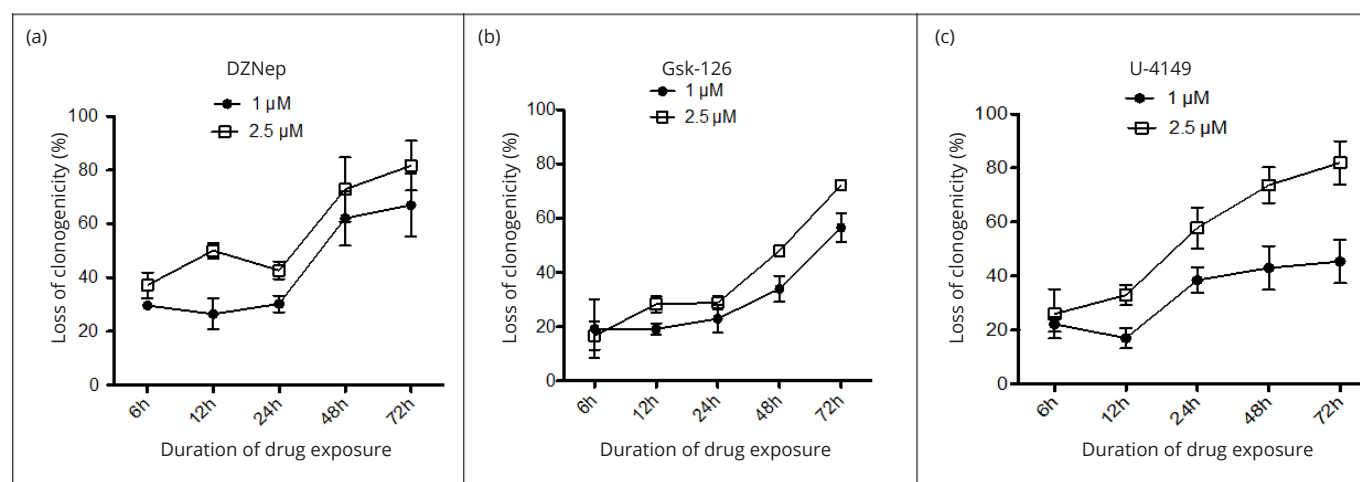 (a)
DZNep
1 µM
2.5 µM
Loss of clonogenicity (%)
100
80
60
40
20
0
6h
12h
24h
48h
72h
Duration of drug exposure
(b)
Gsk-126
1 µM
2.5 µM
Loss of clonogenicity (%)
100
80
60
40
20
0
6h
12h
24h
48h
72h
Duration of drug exposure
(c)
U-4149
1 µM
2.5 µM
Loss of clonogenicity (%)
100
80
60
40
20
0
6h
12h
24h
48h
72h
Duration of drug exposure